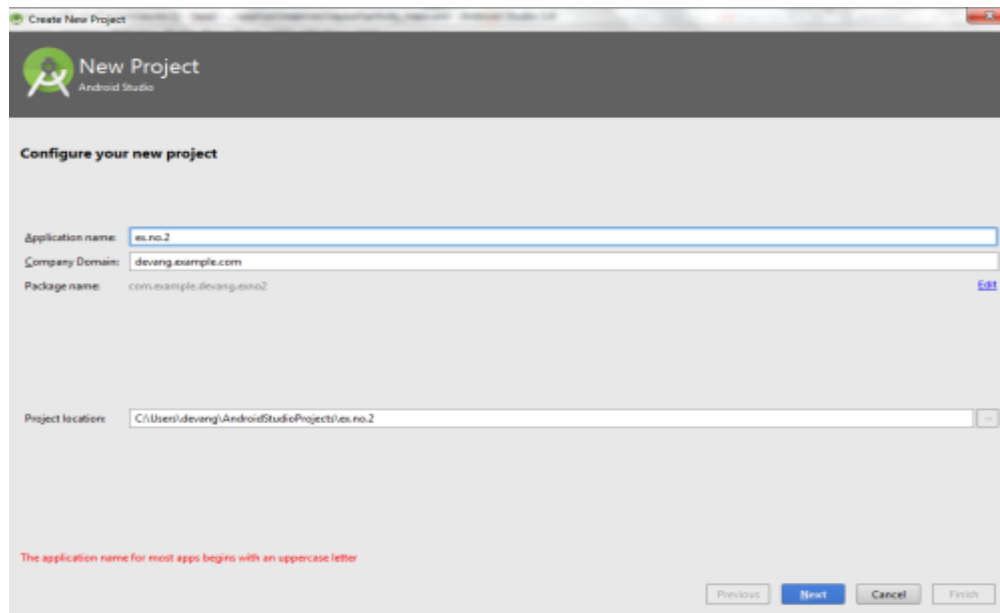 Create New Project
New Project
Android Studio
Configure your new project
Application name: ex.no.2
Company Domain: devang.example.com
Package name: com.example.devang.exno2 Edit
Project location: C:\Users\devang\AndroidStudioProjects\ex.no.2 ...
The application name for most apps begins with an uppercase letter
Previous Next Cancel Finish